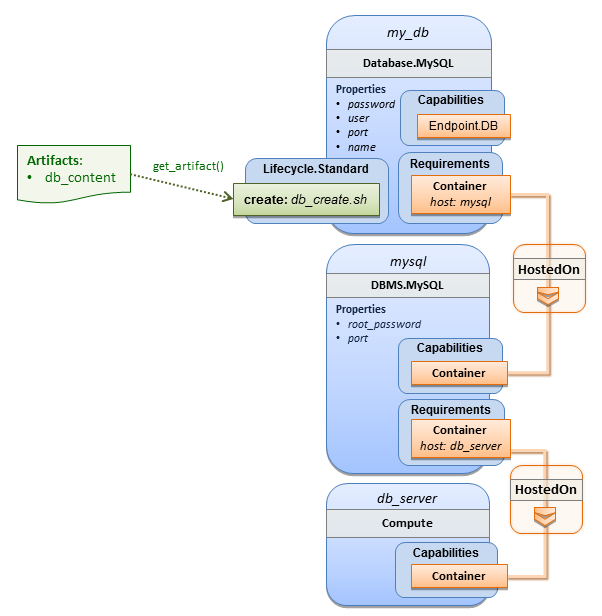 my_db
Database.MySQL
Properties
• password
• user
• port
• name
Capabilities
Endpoint.DB
Requirements
Container
host: mysql
Artifacts:
• db_content
get_artifact()
Lifecycle.Standard
create: db_create.sh
HostedOn
mysql
DBMS.MySQL
Properties
• root_password
• port
Capabilities
Container
Requirements
Container
host: db_server
HostedOn
db_server
Compute
Capabilities
Container